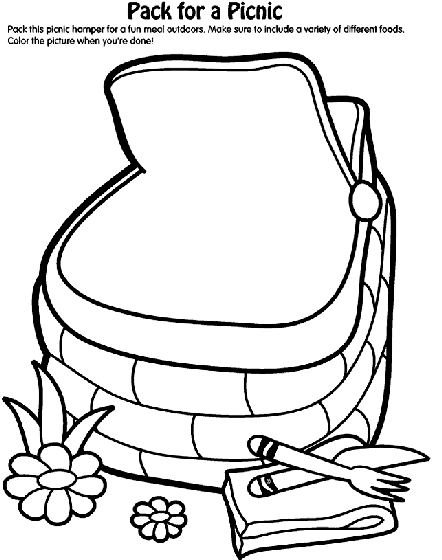 Pack for a Picnic
Pack this picnic hamper for a fun meal outdoors. Make sure to include a variety of different foods.
Color the picture when you're done!